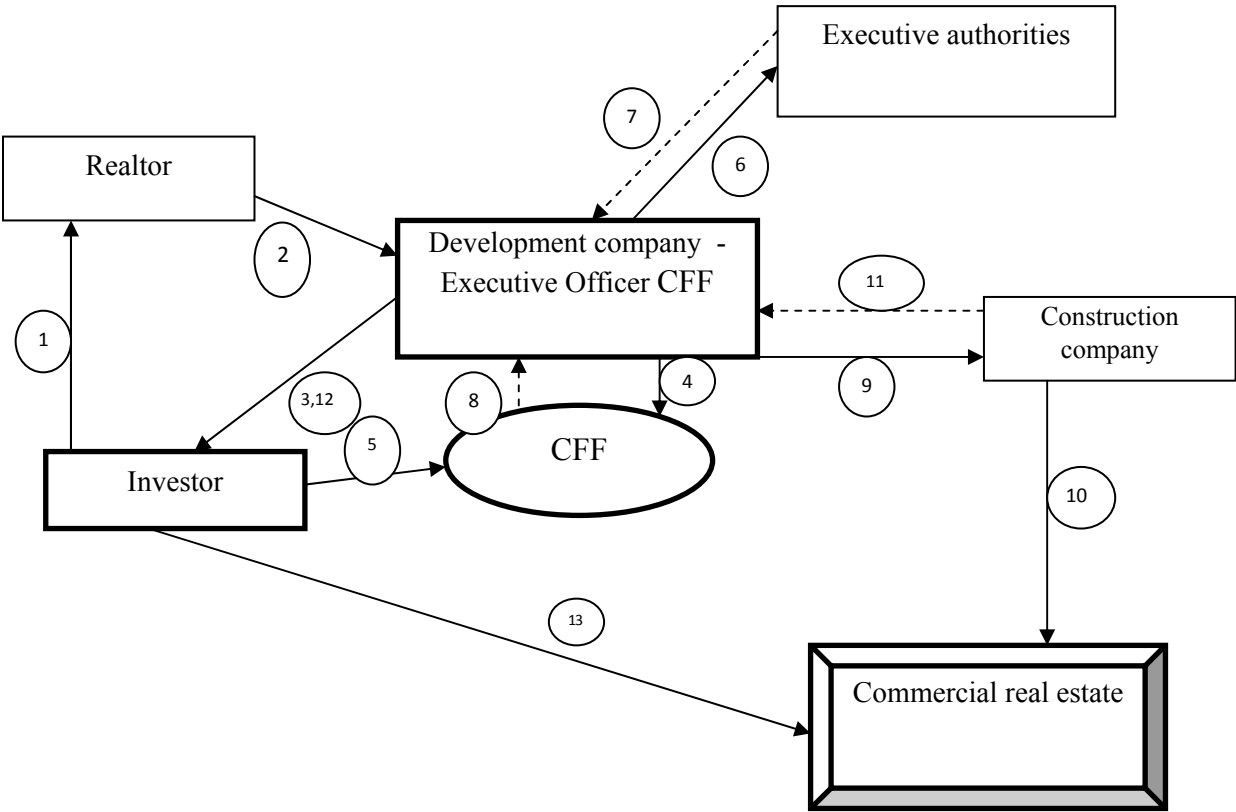 Executive authorities
7
6
Realtor
2
Development company -
Executive Officer CFF
11
Construction
company
1
3,12
5
8
4
9
CFF
Investor
10
13
Commercial real estate